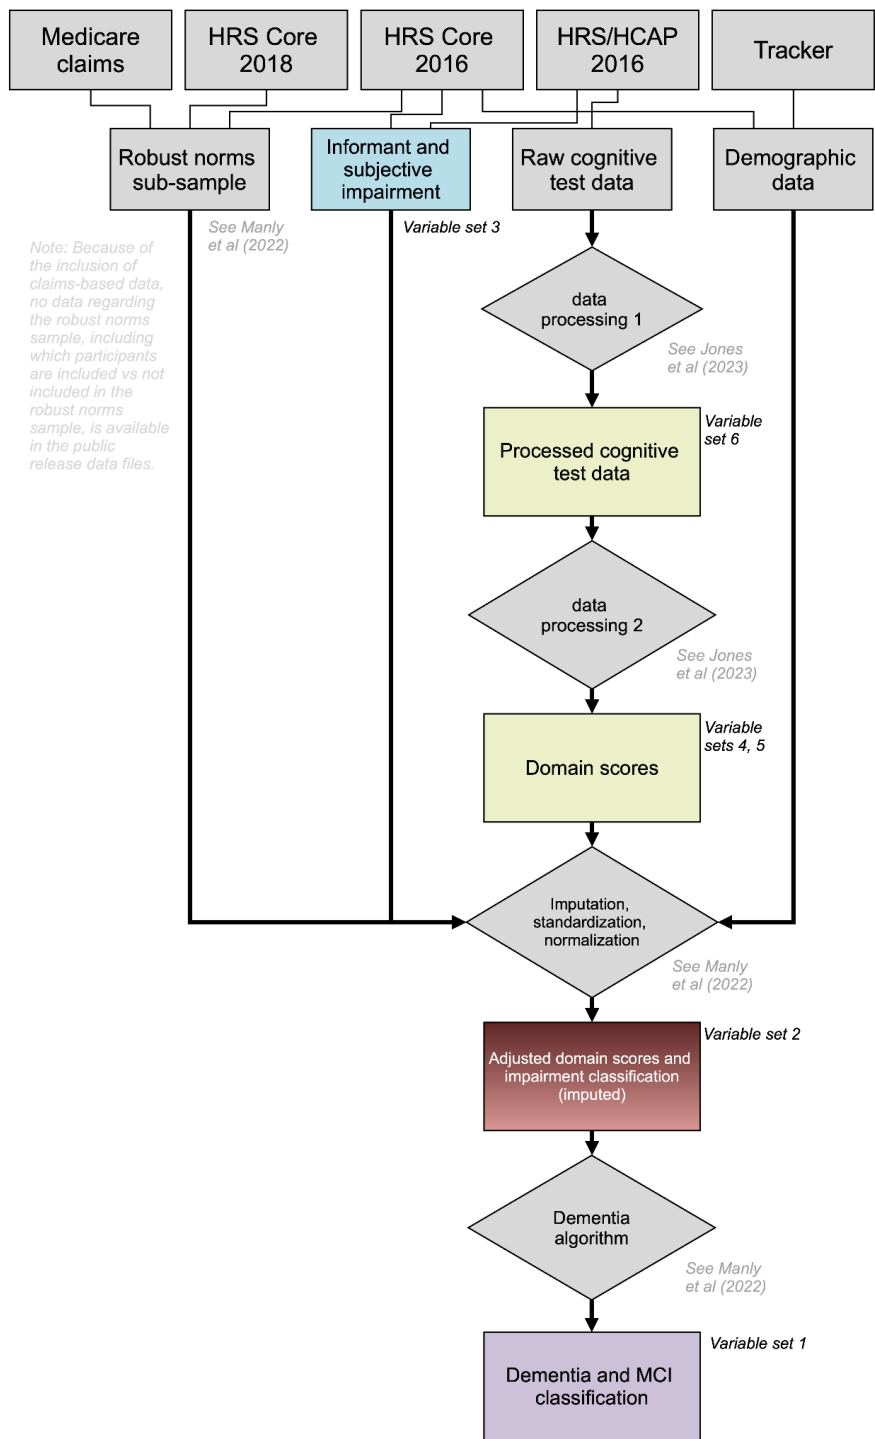 Medicare
claims
HRS Core
2018
HRS Core
2016
HRS/HCAP
2016
Tracker
Robust norms
sub-sample
Informant and
subjective
impairment
Raw cognitive
test data
Demographic
data
See Manly
et al (2022)
Variable set 3
Note: Because of
the inclusion of
claims-based data,
no data regarding
the robust norms
sample, including
which participants
are included vs not
included in the
robust norms
sample, is available
in the public
release data files.
data
processing 1
See Jones
et al (2023)
Processed cognitive
test data
Variable
set 6
data
processing 2
See Jones
et al (2023)
Domain scores
Variable
sets 4, 5
Imputation,
standardization,
normalization
See Manly
et al (2022)
Adjusted domain scores and
impairment classification
(imputed)
Variable set 2
Dementia
algorithm
See Manly
et al (2022)
Dementia and MCI
classification
Variable set 1